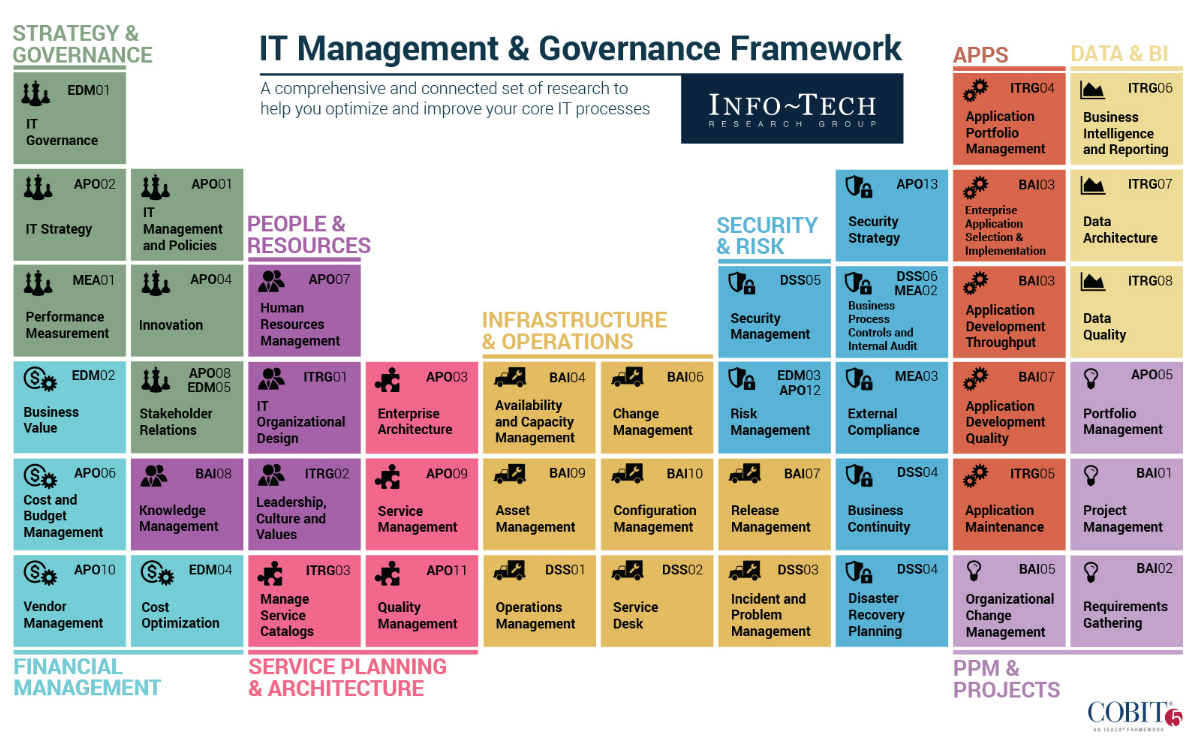 STRATEGY &
GOVERNANCE
IT Management & Governance Framework
A comprehensive and connected set of research to
help you optimize and improve your core IT processes
INFO~TECH
RESEARCH GROUP
APPS
DATA & BI
EDM01
IT
Governance
ITRG04
Application
Portfolio
Management
ITRG06
Business
Intelligence
and Reporting
APO02
IT Strategy
APO01
IT
Management
and Policies
PEOPLE &
RESOURCES
SECURITY
& RISK
APO13
Security
Strategy
BAI03
Enterprise
Application
Selection &
Implementation
ITRG07
Data
Architecture
MEA01
Performance
Measurement
APO04
Innovation
APO07
Human
Resources
Management
INFRASTRUCTURE
& OPERATIONS
DSS05
Security
Management
DSS06
MEA02
Business
Process
Controls and
Internal Audit
BAI03
Application
Development
Throughput
ITRG08
Data
Quality
EDM02
Business
Value
APO08
EDM05
Stakeholder
Relations
ITRG01
IT
Organizational
Design
APO03
Enterprise
Architecture
BAI04
Availability
and Capacity
Management
BAI06
Change
Management
EDM03
APO12
Risk
Management
MEA03
External
Compliance
BAI07
Application
Development
Quality
APO05
Portfolio
Management
APO06
Cost and
Budget
Management
BAI08
Knowledge
Management
ITRG02
Leadership,
Culture and
Values
APO09
Service
Management
BAI09
Asset
Management
BAI10
Configuration
Management
BAI07
Release
Management
DSS04
Business
Continuity
ITRG05
Application
Maintenance
BAI01
Project
Management
APO10
Vendor
Management
EDM04
Cost
Optimization
ITRG03
Manage
Service
Catalogs
APO11
Quality
Management
DSS01
Operations
Management
DSS02
Service
Desk
DSS03
Incident and
Problem
Management
DSS04
Disaster
Recovery
Planning
BAI05
Organizational
Change
Management
BAI02
Requirements
Gathering
FINANCIAL
MANAGEMENT
SERVICE PLANNING
& ARCHITECTURE
PPM &
PROJECTS
COBIT® 5
AN ISACA® FRAMEWORK